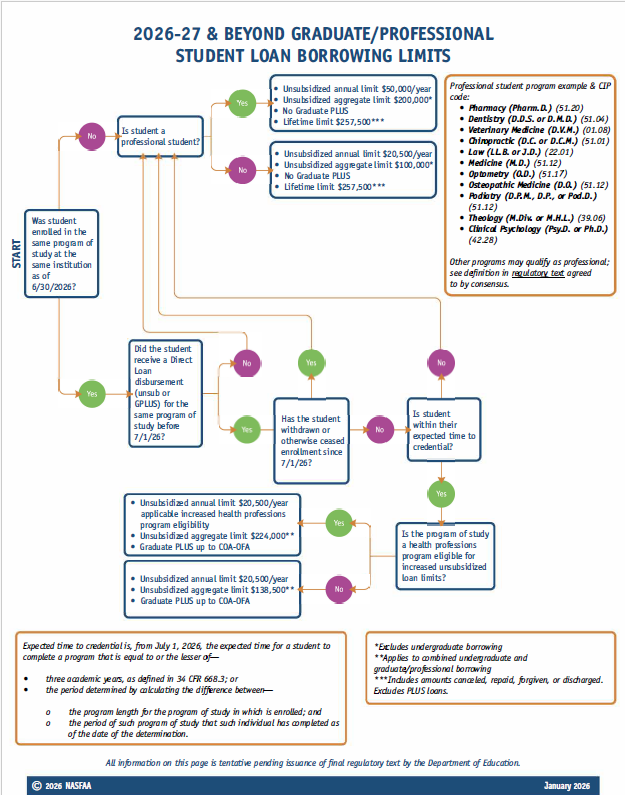 2026-27 & BEYOND GRADUATE/PROFESSIONAL
STUDENT LOAN BORROWING LIMITS
START
Was student
enrolled in the
same program of
study at the
same institution
as of
6/30/2026?
No
Is student a
professional student?
Yes
• Unsubsidized annual limit $50,000/year
• Unsubsidized aggregate limit $200,000*
• No Graduate PLUS
• Lifetime limit $257,500***
No
• Unsubsidized annual limit $20,500/year
• Unsubsidized aggregate limit $100,000*
• No Graduate PLUS
• Lifetime limit $257,500***
Professional student program example & CIP
code:
• Pharmacy (Pharm.D.) (51.20)
• Dentistry (D.D.S. or D.M.D.) (51.04)
• Veterinary Medicine (D.V.M.) (01.08)
• Chiropractic (D.C. or D.C.M.) (51.01)
• Law (L.L.B. or J.D.) (22.01)
• Medicine (M.D.) (51.12)
• Optometry (O.D.) (51.17)
• Osteopathic Medicine (D.O.) (51.12)
• Podiatry (D.P.M., D.P., or Pod.D.)
(51.12)
• Theology (M.Div. or M.H.L.) (39.06)
• Clinical Psychology (Psy.D. or Ph.D.)
(42.28)
Other programs may qualify as professional;
see definition in regulatory text agreed
to by consensus.
Yes
Did the student
receive a Direct
Loan
disbursement
(unsub or
GPLUS) for the
same program of
study before
7/1/26?
No
Yes
Yes
Has the student
withdrawn or
otherwise ceased
enrollment since
7/1/26?
No
No
Is student
within their
expected time to
credential?
Yes
Is the program of study
a health professions
program eligible for
increased unsubsidized
loan limits?
Yes
• Unsubsidized annual limit $20,500/year
applicable increased health professions
program eligibility
• Unsubsidized aggregate limit $224,000**
• Graduate PLUS up to COA-OFA
No
• Unsubsidized annual limit $20,500/year
• Unsubsidized aggregate limit $138,500**
• Graduate PLUS up to COA-OFA
Expected time to credential is, from July 1, 2026, the expected time for a student to
complete a program that is equal to or the lesser of—
• three academic years, as defined in 34 CFR 668.3; or
• the period determined by calculating the difference between—
o the program length for the program of study in which is enrolled; and
o the period of such program of study that such individual has completed as
of the date of the determination.
*Excludes undergraduate borrowing
**Applies to combined undergraduate and
graduate/professional borrowing
***Includes amounts canceled, repaid, forgiven, or discharged.
Excludes PLUS loans.
All information on this page is tentative pending issuance of final regulatory text by the Department of Education.
© 2026 NASFAA
January 2026